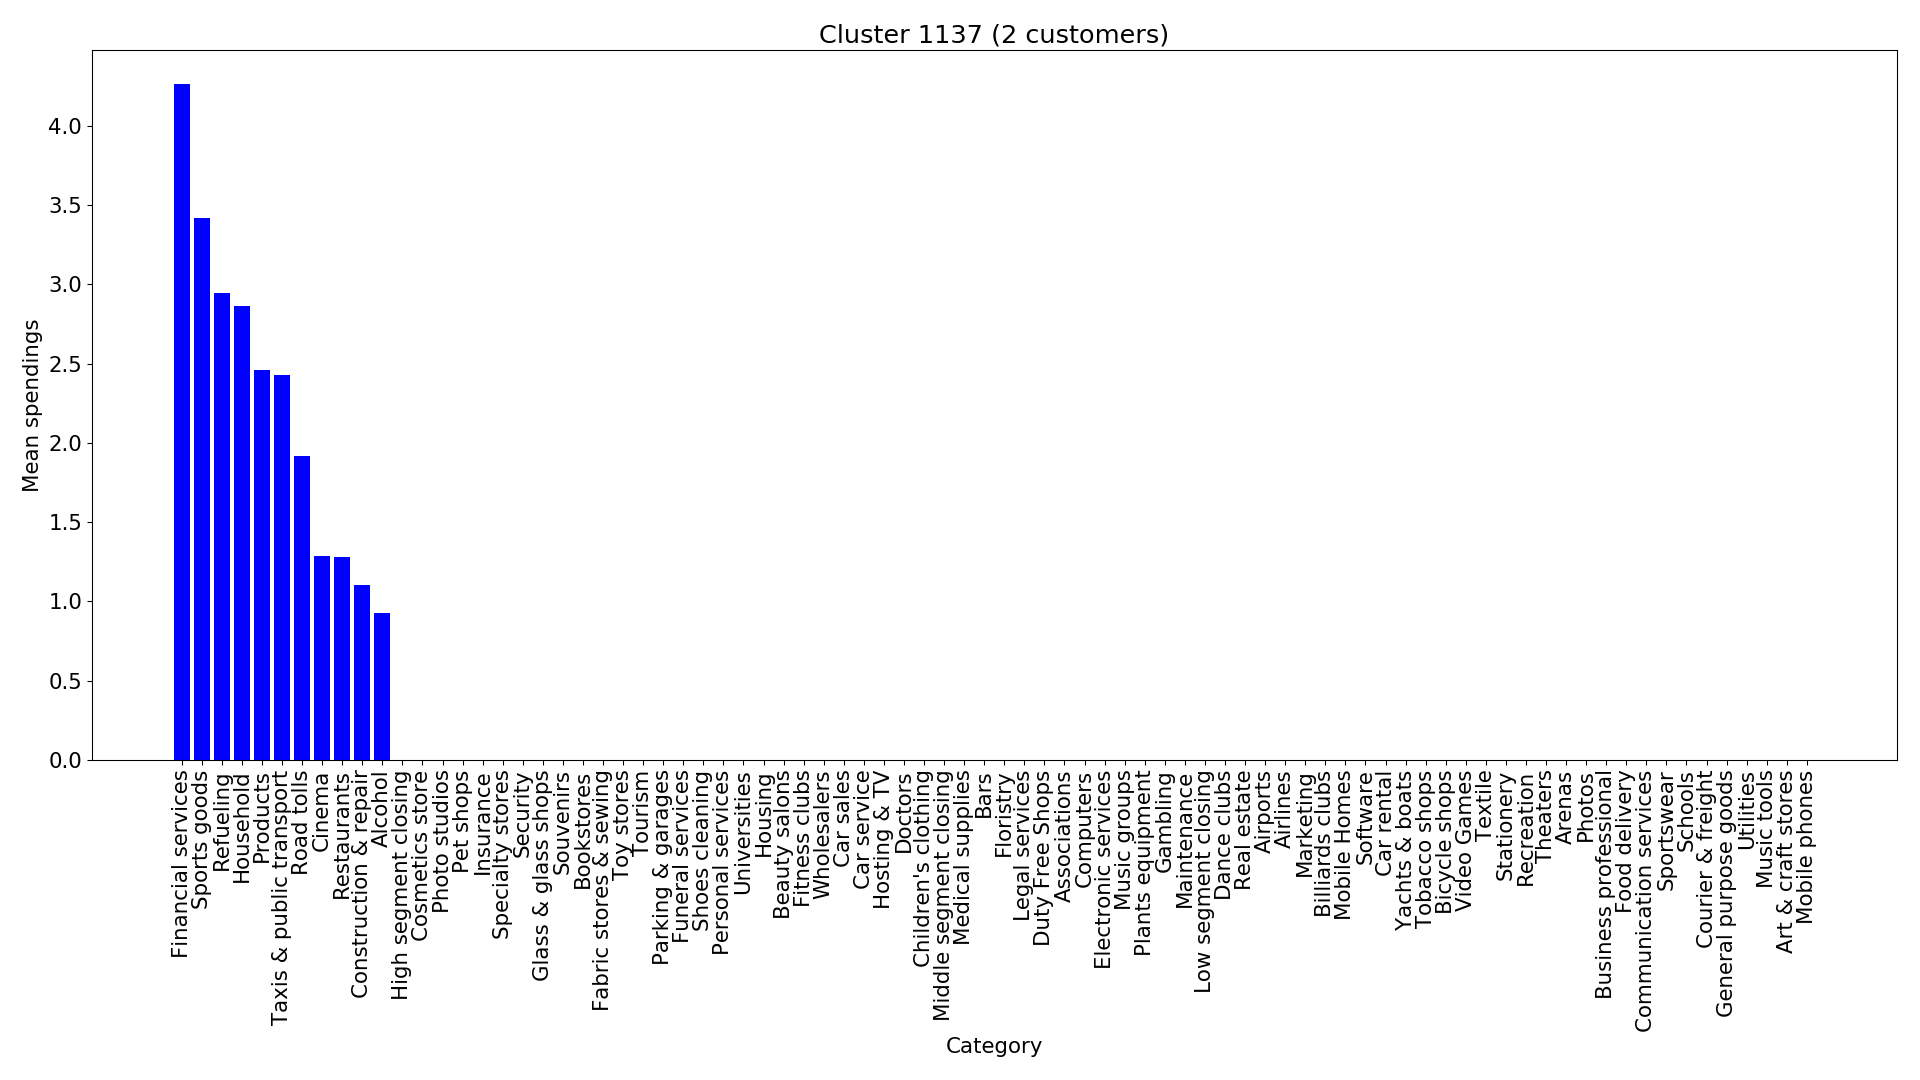 Cluster 1137 (2 customers)
Mean spendings
4.0
3.5
3.0
2.5
2.0
1.5
1.0
0.5
0.0
Financial services
Sports goods
Refueling
Household
Products
Taxis & public transport
Road tolls
Cinema
Restaurants
Construction & repair
Alcohol
High segment closing
Cosmetics store
Photo studios
Pet shops
Insurance
Specialty stores
Security
Glass & glass shops
Souvenirs
Bookstores
Fabric stores & sewing
Toy stores
Tourism
Parking & garages
Funeral services
Shoes cleaning
Personal services
Universities
Housing
Beauty salons
Fitness clubs
Wholesalers
Car sales
Car service
Hosting & TV
Doctors
Children's clothing
Middle segment closing
Medical supplies
Bars
Floristry
Legal services
Duty Free Shops
Associations
Computers
Electronic services
Music groups
Plants equipment
Gambling
Maintenance
Low segment closing
Dance clubs
Real estate
Airports
Airlines
Marketing
Billiards clubs
Mobile Homes
Software
Car rental
Yachts & boats
Tobacco shops
Bicycle shops
Video Games
Textile
Stationery
Recreation
Theaters
Arenas
Photos
Business professional
Food delivery
Communication services
Sportswear
Schools
Courier & freight
General purpose goods
Utilities
Music tools
Art & craft stores
Mobile phones
Category